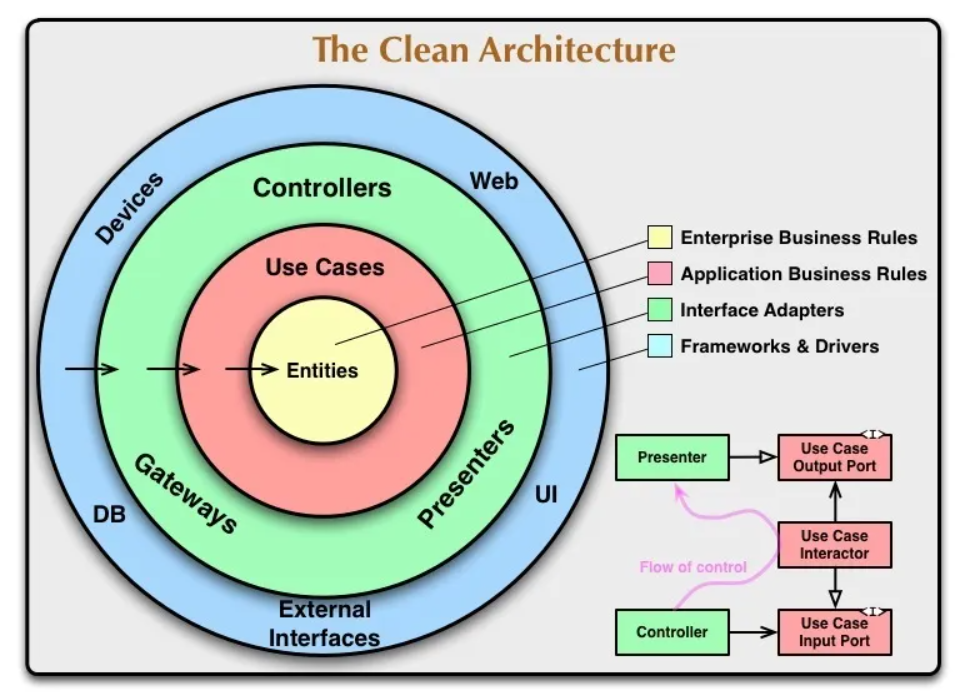 The Clean Architecture
Devices
Web
Controllers
Use Cases
Entities
Gateways
Presenters
DB
UI
External
Interfaces
Enterprise Business Rules
Application Business Rules
Interface Adapters
Frameworks & Drivers
Presenter
<I>
Use Case
Output Port
Use Case
Interactor
Flow of control
Controller
<I>
Use Case
Input Port